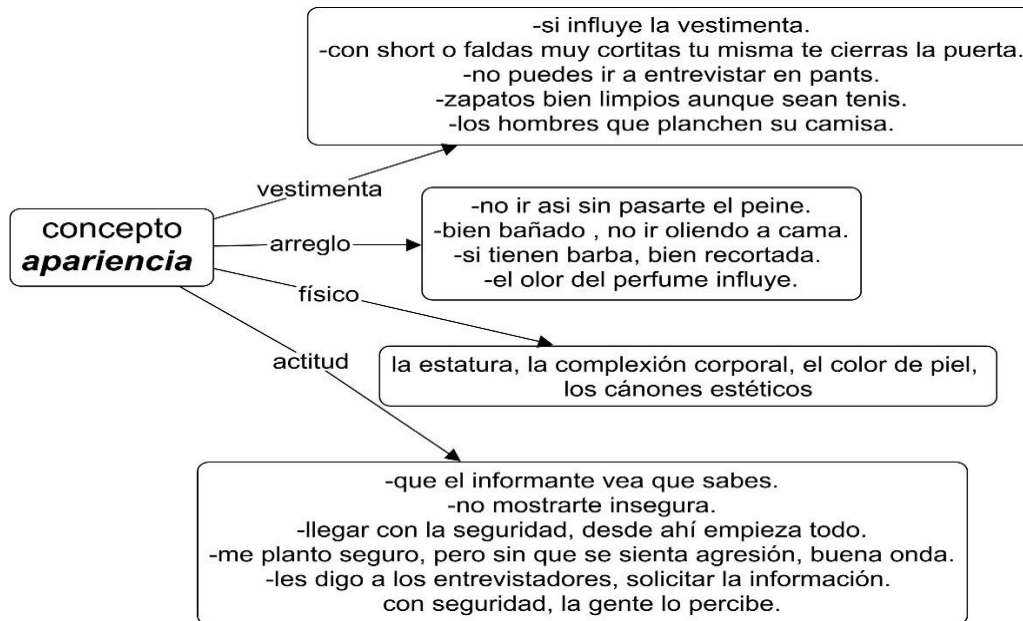 -si influye la vestimenta.
-con short o faldas muy cortitas tu misma te cierras la puerta.
-no puedes ir a entrevistar en pants.
-zapatos bien limpios aunque sean tenis.
-los hombres que planchen su camisa.
vestimenta
concepto
apariencia
arreglo
-no ir asi sin pasarte el peine.
-bien bañado , no ir oliendo a cama.
-si tienen barba, bien recortada.
-el olor del perfume influye.
físico
la estatura, la complexión corporal, el color de piel,
los cánones estéticos
actitud
-que el informante vea que sabes.
-no mostrarte insegura.
-llegar con la seguridad, desde ahí empieza todo.
-me planto seguro, pero sin que se sienta agresión, buena onda.
-les digo a los entrevistadores, solicitar la información.
con seguridad, la gente lo percibe.